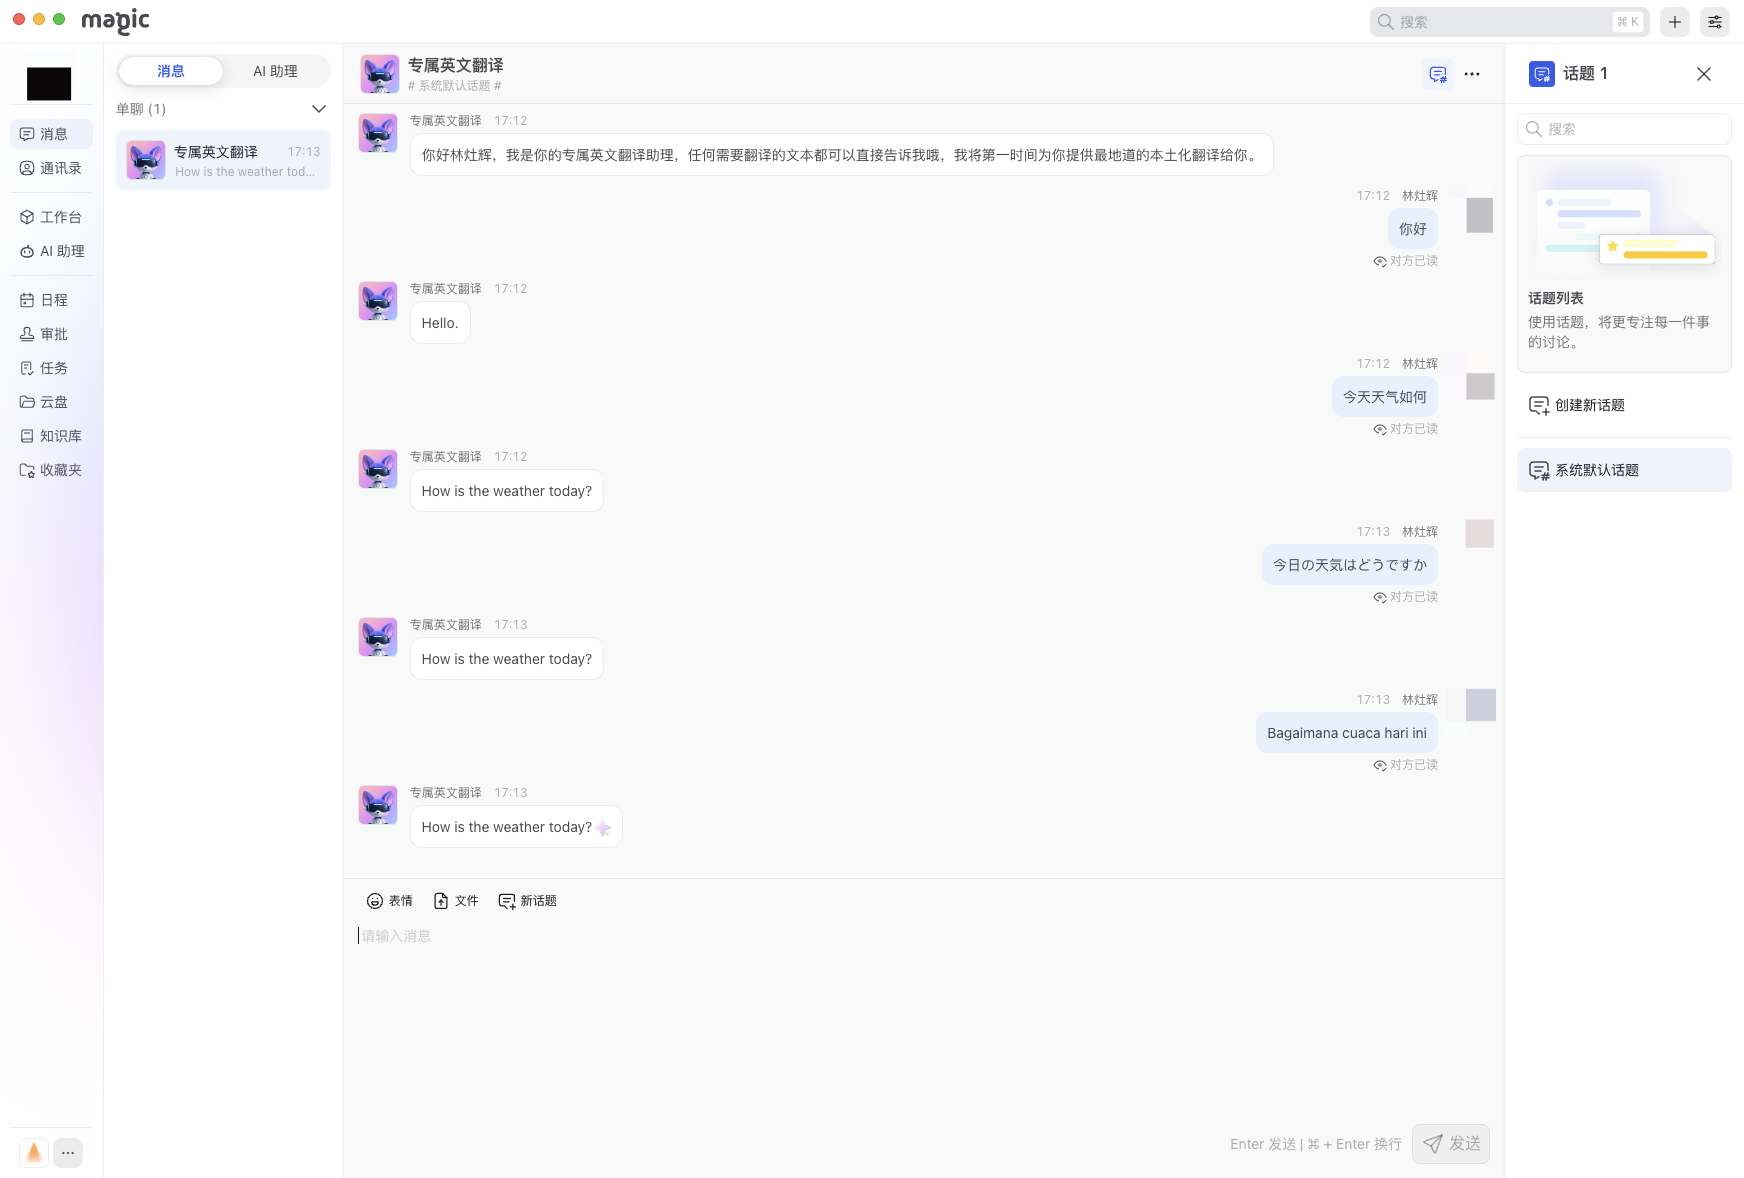 magic
搜索
⌘ K
消息
通讯录
工作台
AI 助理
日程
审批
任务
云盘
知识库
收藏夹
消息
AI 助理
单聊 (1)
专属英文翻译 17:13
How is the weather tod...
专属英文翻译
# 系统默认话题 #
专属英文翻译 17:12
你好林灶辉，我是你的专属英文翻译助理，任何需要翻译的文本都可以直接告诉我哦，我将第一时间为你提供最地道的本土化翻译给你。
17:12 林灶辉
你好
对方已读
专属英文翻译 17:12
Hello.
17:12 林灶辉
今天天气如何
对方已读
专属英文翻译 17:12
How is the weather today?
17:13 林灶辉
今日の天気はどうですか
对方已读
专属英文翻译 17:13
How is the weather today?
17:13 林灶辉
Bagaimana cuaca hari ini
对方已读
专属英文翻译 17:13
How is the weather today?
表情
文件
新话题
请输入消息
Enter 发送 | ⌘ + Enter 换行
发送
话题 1
搜索
话题列表
使用话题，将更专注每一件事
的讨论。
创建新话题
系统默认话题